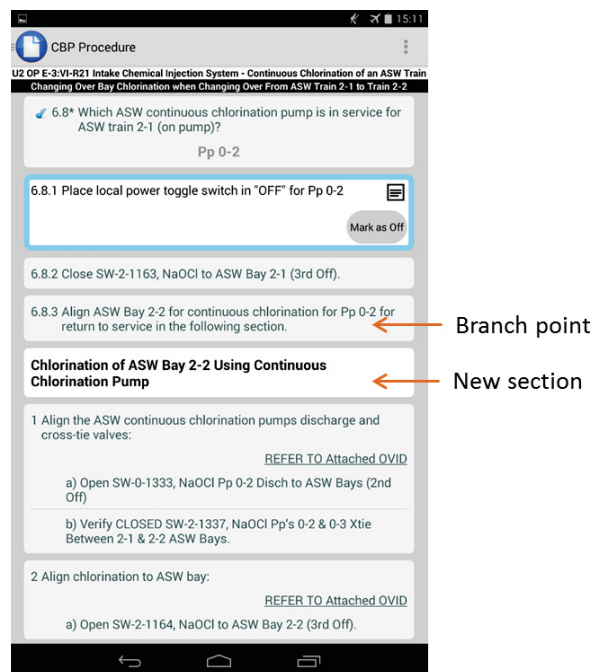 15:11
CBP Procedure
U2 OP E-3:VI-R21 Intake Chemical Injection System - Continuous Chlorination of an ASW Train
Changing Over Bay Chlorination when Changing Over From ASW Train 2-1 to Train 2-2
6.8* Which ASW continuous chlorination pump is in service for
ASW train 2-1 (on pump)?
Pp 0-2
6.8.1 Place local power toggle switch in "OFF" for Pp 0-2
Mark as Off
6.8.2 Close SW-2-1163, NaOCl to ASW Bay 2-1 (3rd Off).
6.8.3 Align ASW Bay 2-2 for continuous chlorination for Pp 0-2 for
return to service in the following section.
Branch point
Chlorination of ASW Bay 2-2 Using Continuous
Chlorination Pump
New section
1 Align the ASW continuous chlorination pumps discharge and
cross-tie valves:
REFER TO Attached OVID
a) Open SW-0-1333, NaOCl Pp 0-2 Disch to ASW Bays (2nd
Off)
b) Verify CLOSED SW-2-1337, NaOCl Pp's 0-2 & 0-3 Xtie
Between 2-1 & 2-2 ASW Bays.
2 Align chlorination to ASW bay:
REFER TO Attached OVID
a) Open SW-2-1164, NaOCl to ASW Bay 2-2 (3rd Off).